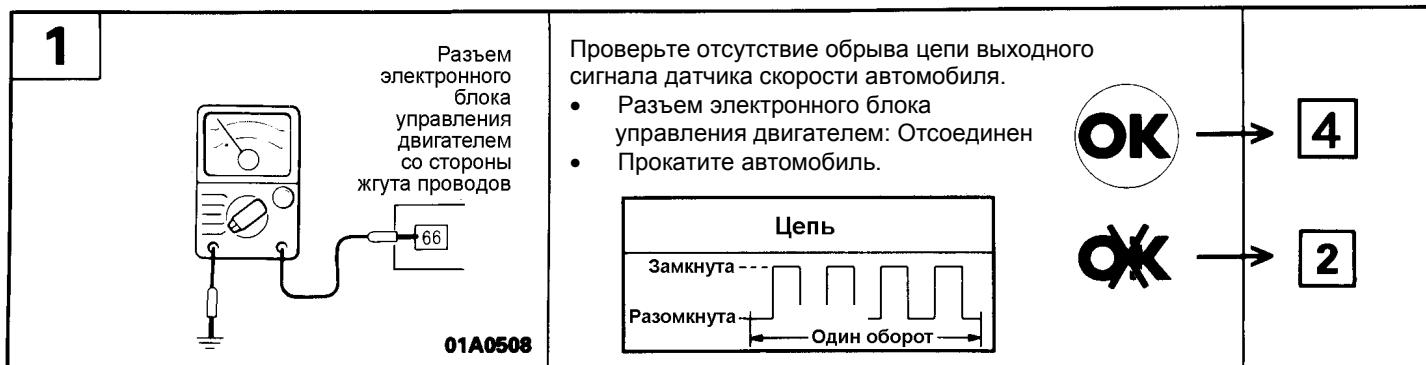 1
Разъем
электронного
блока
управления
двигателем
со стороны
жгута проводов
66
01A0508
Проверьте отсутствие обрыва цепи выходного
сигнала датчика скорости автомобиля.
• Разъем электронного блока
управления двигателем: Отсоединен
• Прокатите автомобиль.
Цепь
Замкнута
Разомкнута
Один оборот
OK
4
OK
2